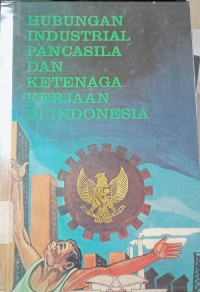 HUBUNGAN
INDUSTRIAL
PANCASILA
DAN
KETENAGA
KERJAAN
DI INDONESIA